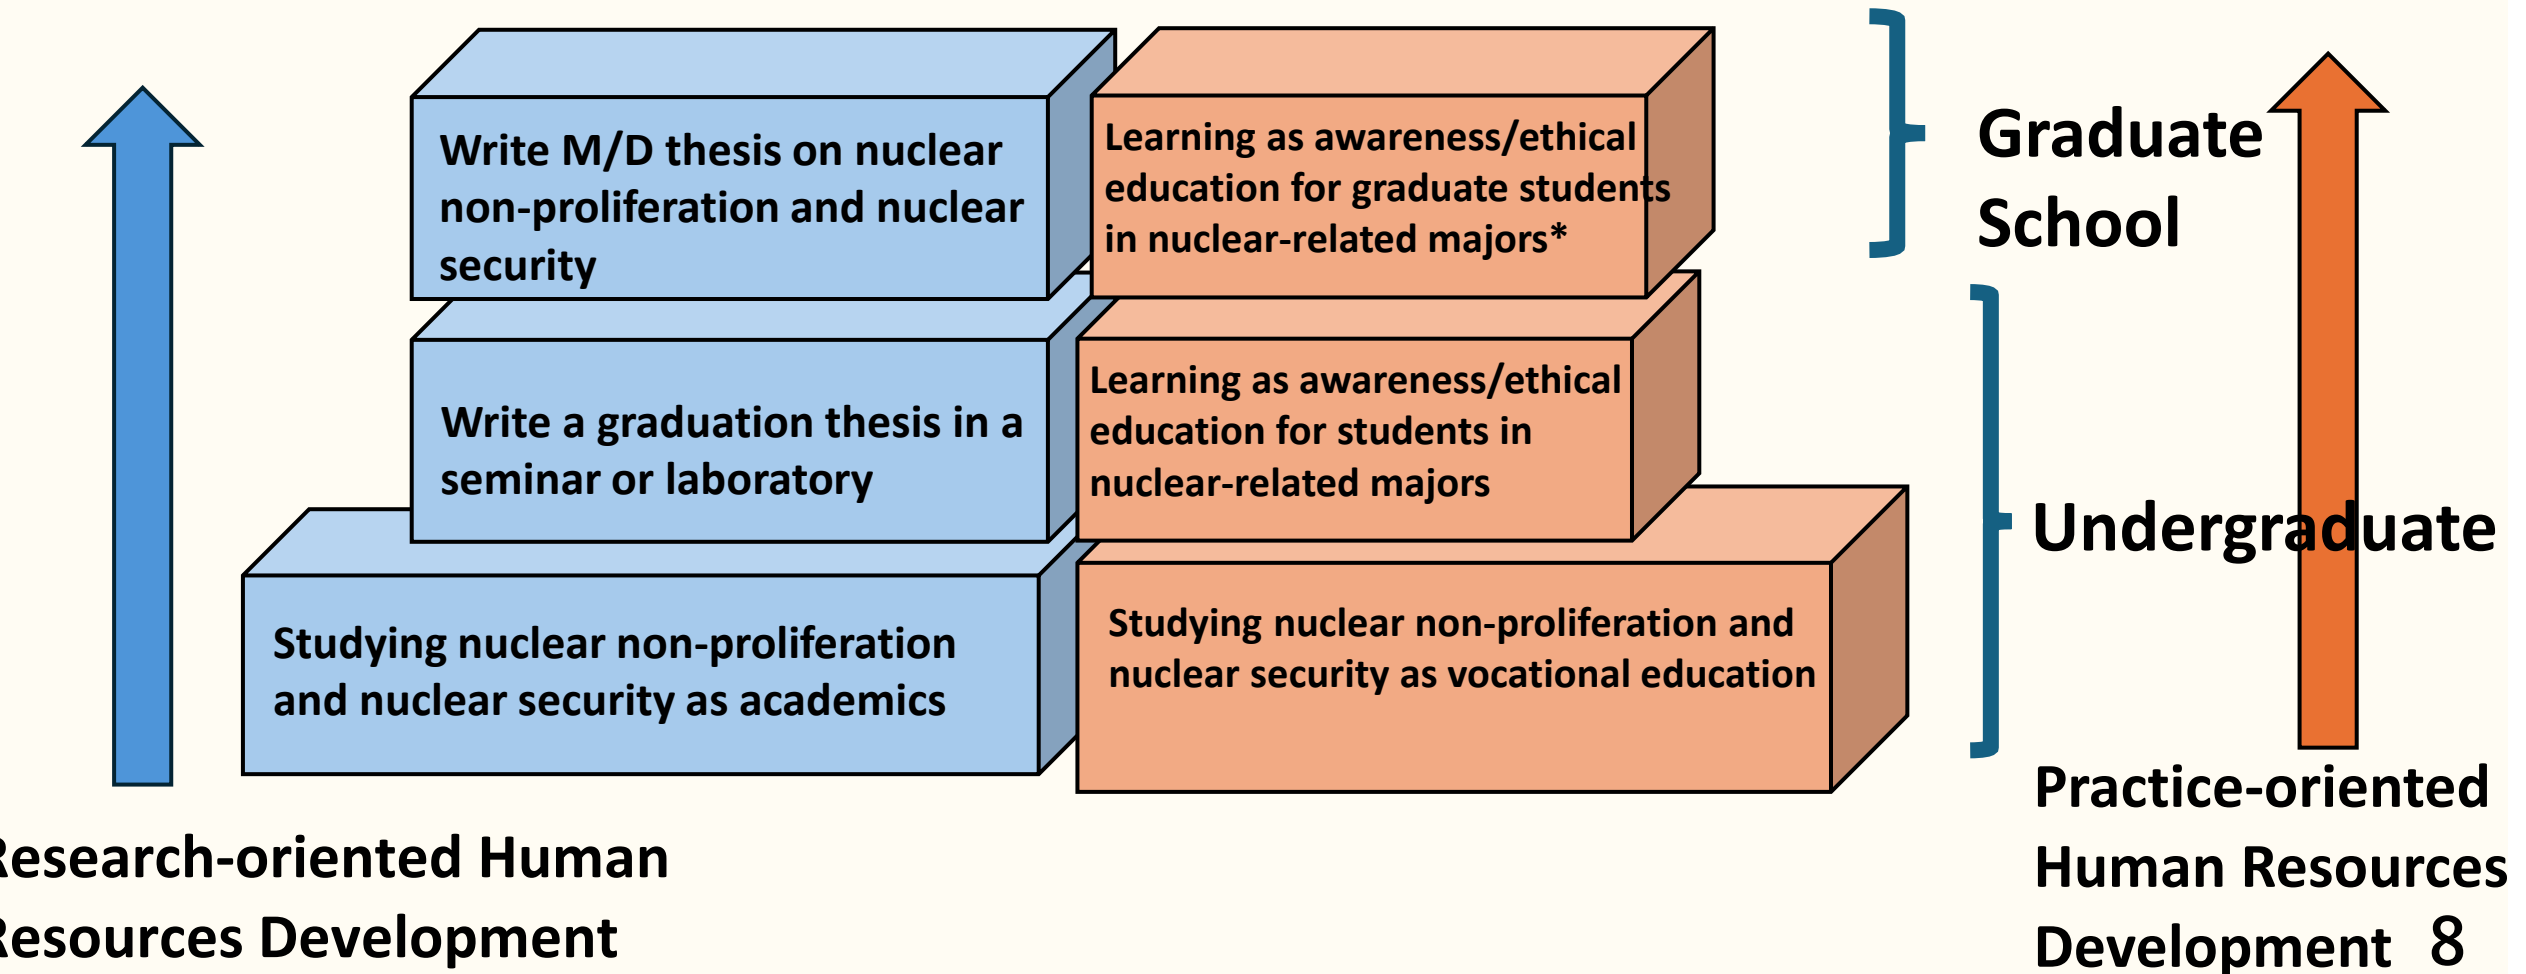 Write M/D thesis on nuclear
non-proliferation and nuclear
security
Learning as awareness/ethical
education for graduate students
in nuclear-related majors*
Graduate
School
Write a graduation thesis in a
seminar or laboratory
Learning as awareness/ethical
education for students in
nuclear-related majors
Undergraduate
Studying nuclear non-proliferation
and nuclear security as academics
Studying nuclear non-proliferation and
nuclear security as vocational education
Research-oriented Human
Resources Development
Practice-oriented
Human Resources
Development
8